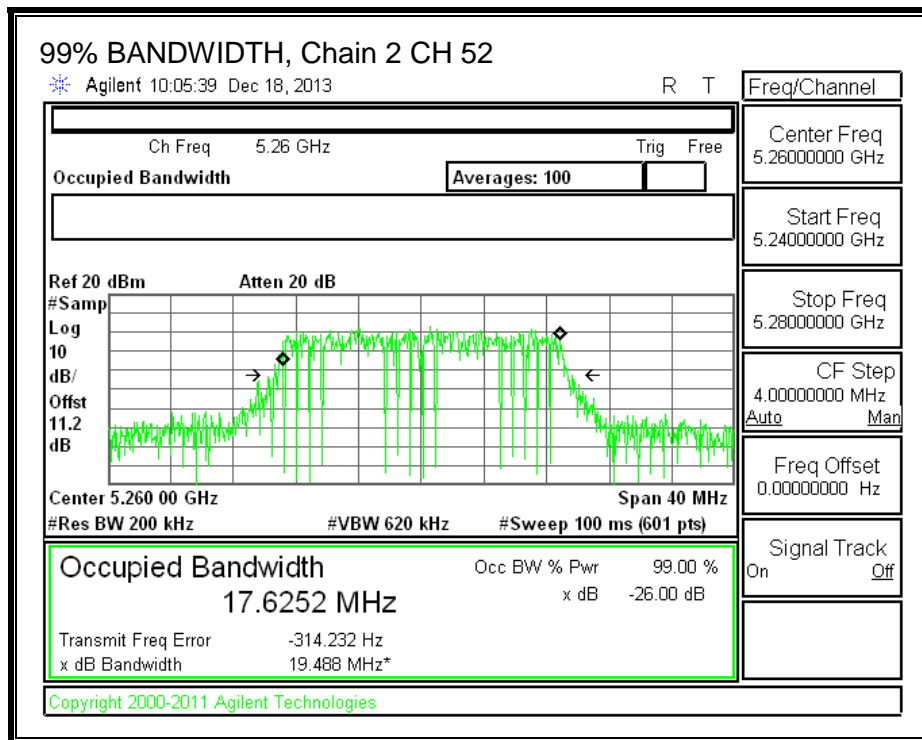 99% BANDWIDTH, Chain 2 CH 52
Agilent 10:05:39 Dec 18, 2013 R T
Ch Freq 5.26 GHz Trig Free
Occupied Bandwidth Averages: 100
Ref 20 dBm Atten 20 dB
#Samp
Log
10
dB/
Offst
11.2
dB
Center 5.260 00 GHz Span 40 MHz
#Res BW 200 kHz #VBW 620 kHz #Sweep 100 ms (601 pts)
Occupied Bandwidth Occ BW % Pwr 99.00 %
17.6252 MHz x dB -26.00 dB
Transmit Freq Error -314.232 Hz
x dB Bandwidth 19.488 MHz*
Copyright 2000-2011 Agilent Technologies
Freq/Channel
Center Freq
5.26000000 GHz
Start Freq
5.24000000 GHz
Stop Freq
5.28000000 GHz
CF Step
4.00000000 MHz
Auto Man
Freq Offset
0.00000000 Hz
Signal Track
On Off